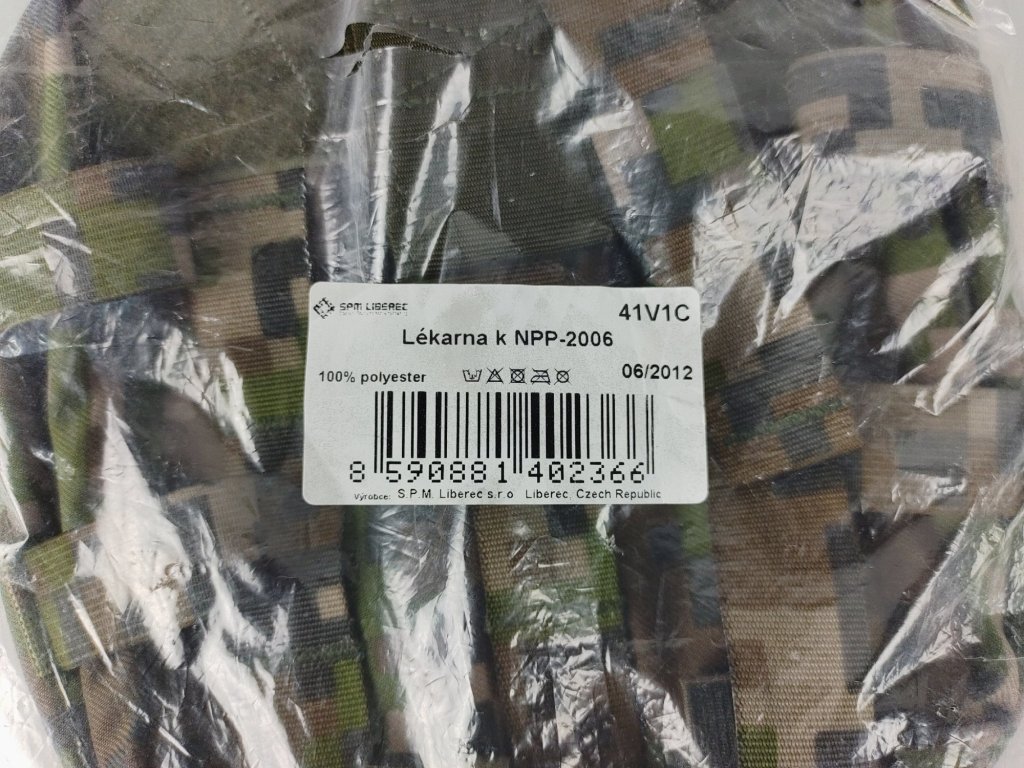 SPM LIBEREC
41V1C
Lékarna k NPP-2006
100% polyester
06/2012
8 590881 402366
Výrobce: S.P.M. Liberec s.r.o Liberec, Czech Republic